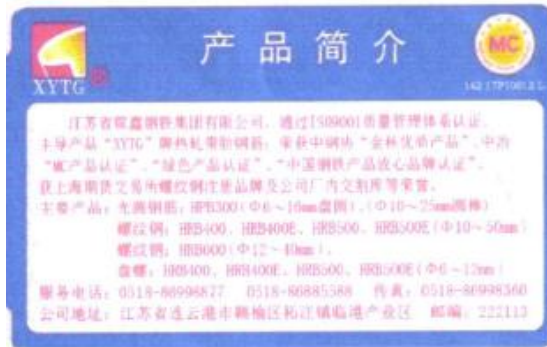 产品简介
XYTG
R
MC
江苏省镔鑫钢铁集团有限公司，通过ISO9001质量管理体系认证。
主导产品“XYTG”牌热轧带肋钢筋：荣获中钢协“金杯优质产品”、中冶
“MC产品认证”、“绿色产品认证”、“中国钢铁产品放心品牌认证”、
获上海期货交易所螺纹钢注册品牌及公司厂内交割库等荣誉。
主要产品：光圆钢筋：HPB300(Φ6～16mm盘圆)、(Φ16～25mm圆棒)
螺纹钢：HRB400、HRB400E、HRB500、HRB500E(Φ10～50mm)
螺纹钢：HRB600(Φ12～40mm)、
盘螺：HRB400、HRB400E、HRB500、HRB500E(Φ6～12mm)
服务电话：0518-86998877 0518-86885588 传真：0518-86998360
公司地址：江苏省连云港市赣榆区柘汪镇临港产业区 邮编：222113